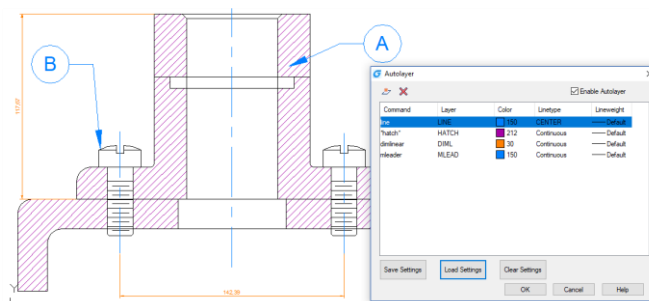 A
B
142,39
Y
Autolayer
Enable Autolayer
Command Layer Color Linetype Lineweight
line LINE 150 CENTER Default
"hatch" HATCH 212 Continuous Default
dimlinear DIML 30 Continuous Default
mleader MLEAD 150 Continuous Default
Save Settings Load Settings Clear Settings
OK Cancel Help